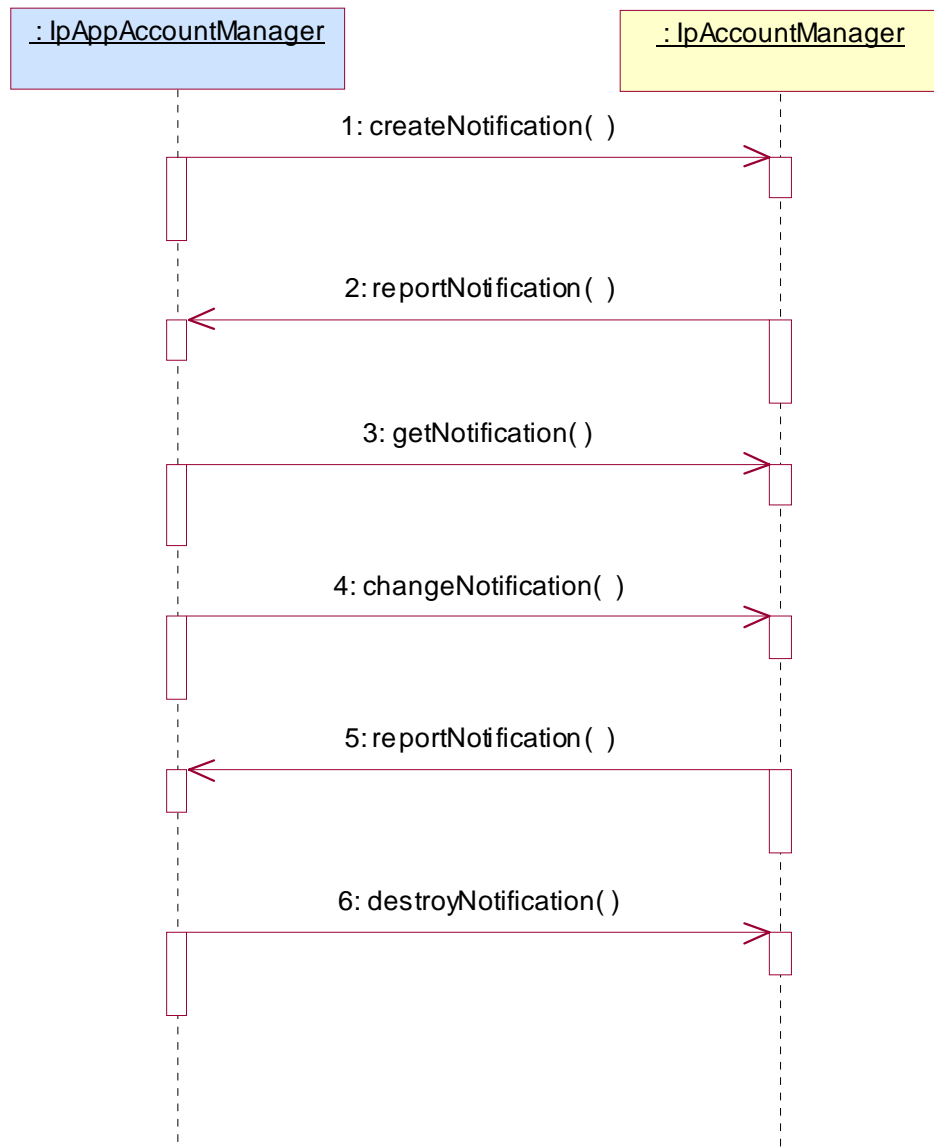 : IpAppAccountManager
: IpAccountManager
1: createNotification( )
2: reportNotification( )
3: getNotification( )
4: changeNotification( )
5: reportNotification( )
6: destroyNotification( )